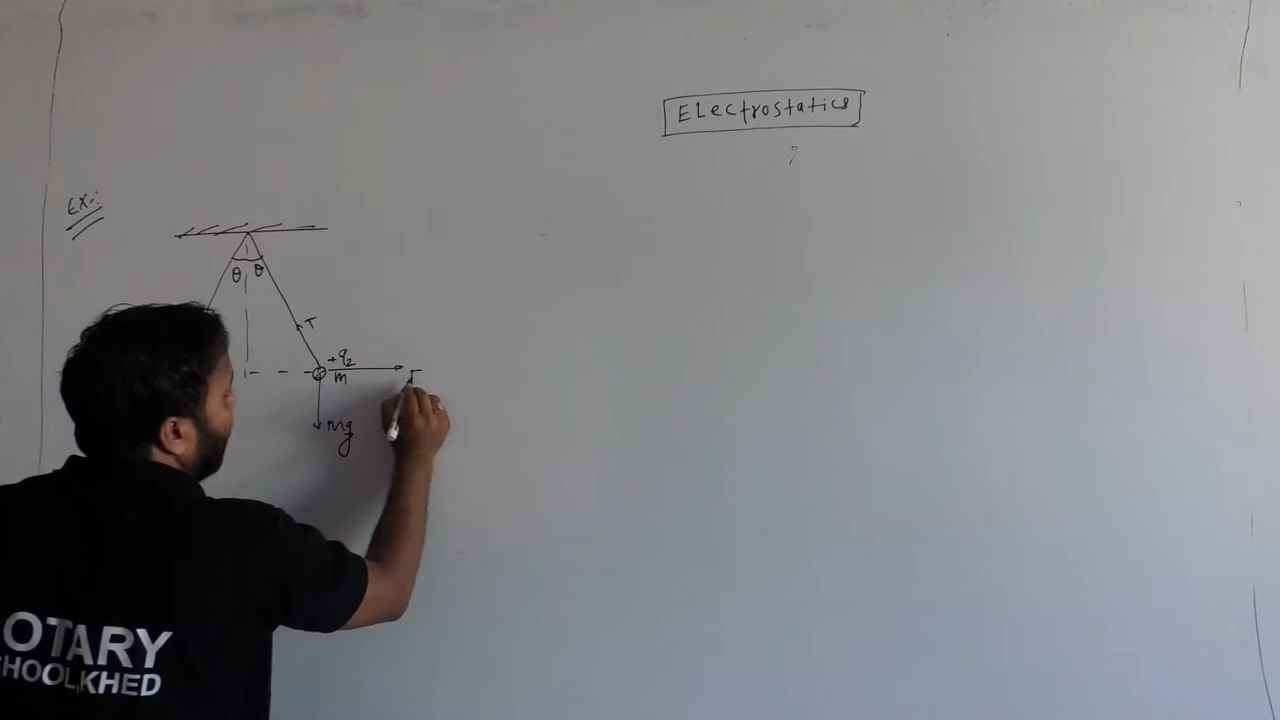 Electrostatics
Ex:-
θ θ
T
+q2
m
mg
OTARY
HOOL,KHED